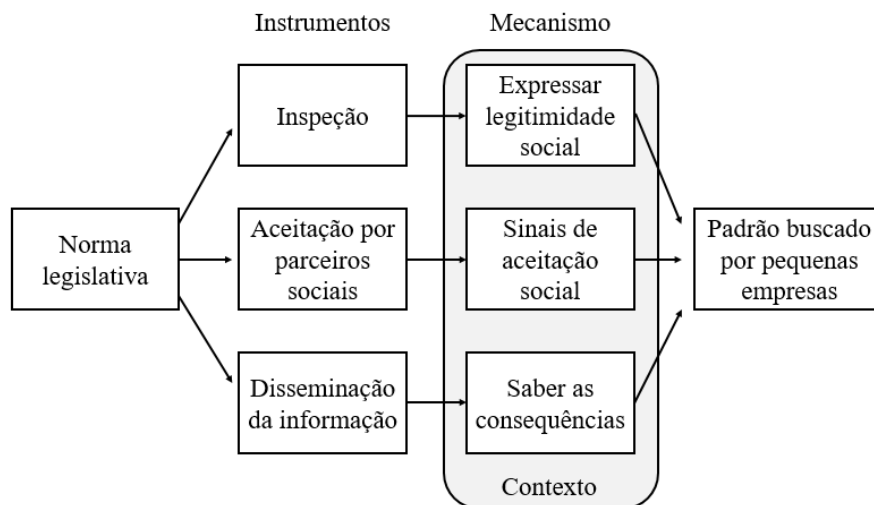 Instrumentos
Mecanismo
Inspeção
Expressar
legitimidade
social
Norma
legislativa
Aceitação por
parceiros
sociais
Sinais de
aceitação
social
Padrão buscado
por pequenas
empresas
Disseminação
da informação
Saber as
consequências
Contexto